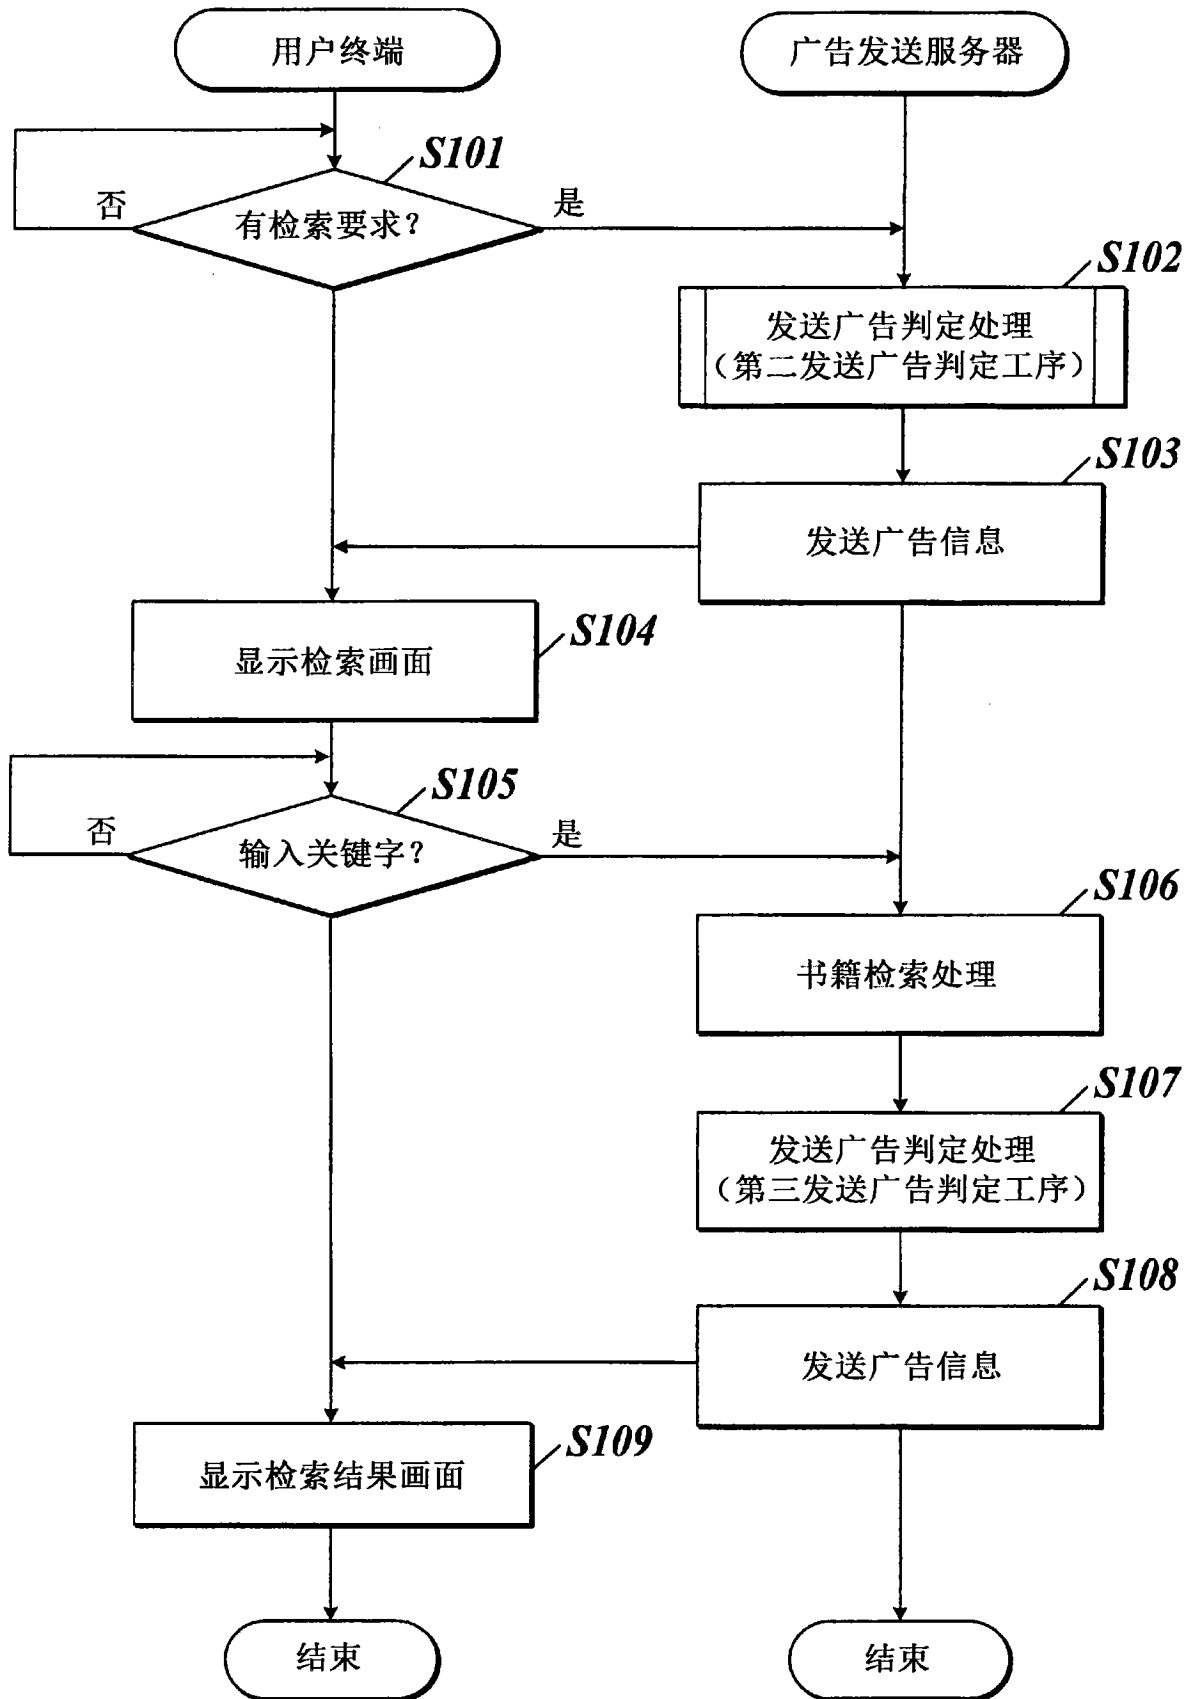 用户终端
广告发送服务器
S101
否
有检索要求？
是
S102
发送广告判定处理
（第二发送广告判定工序）
S103
发送广告信息
S104
显示检索画面
S105
否
输入关键字？
是
S106
书籍检索处理
S107
发送广告判定处理
（第三发送广告判定工序）
S108
发送广告信息
S109
显示检索结果画面
结束
结束